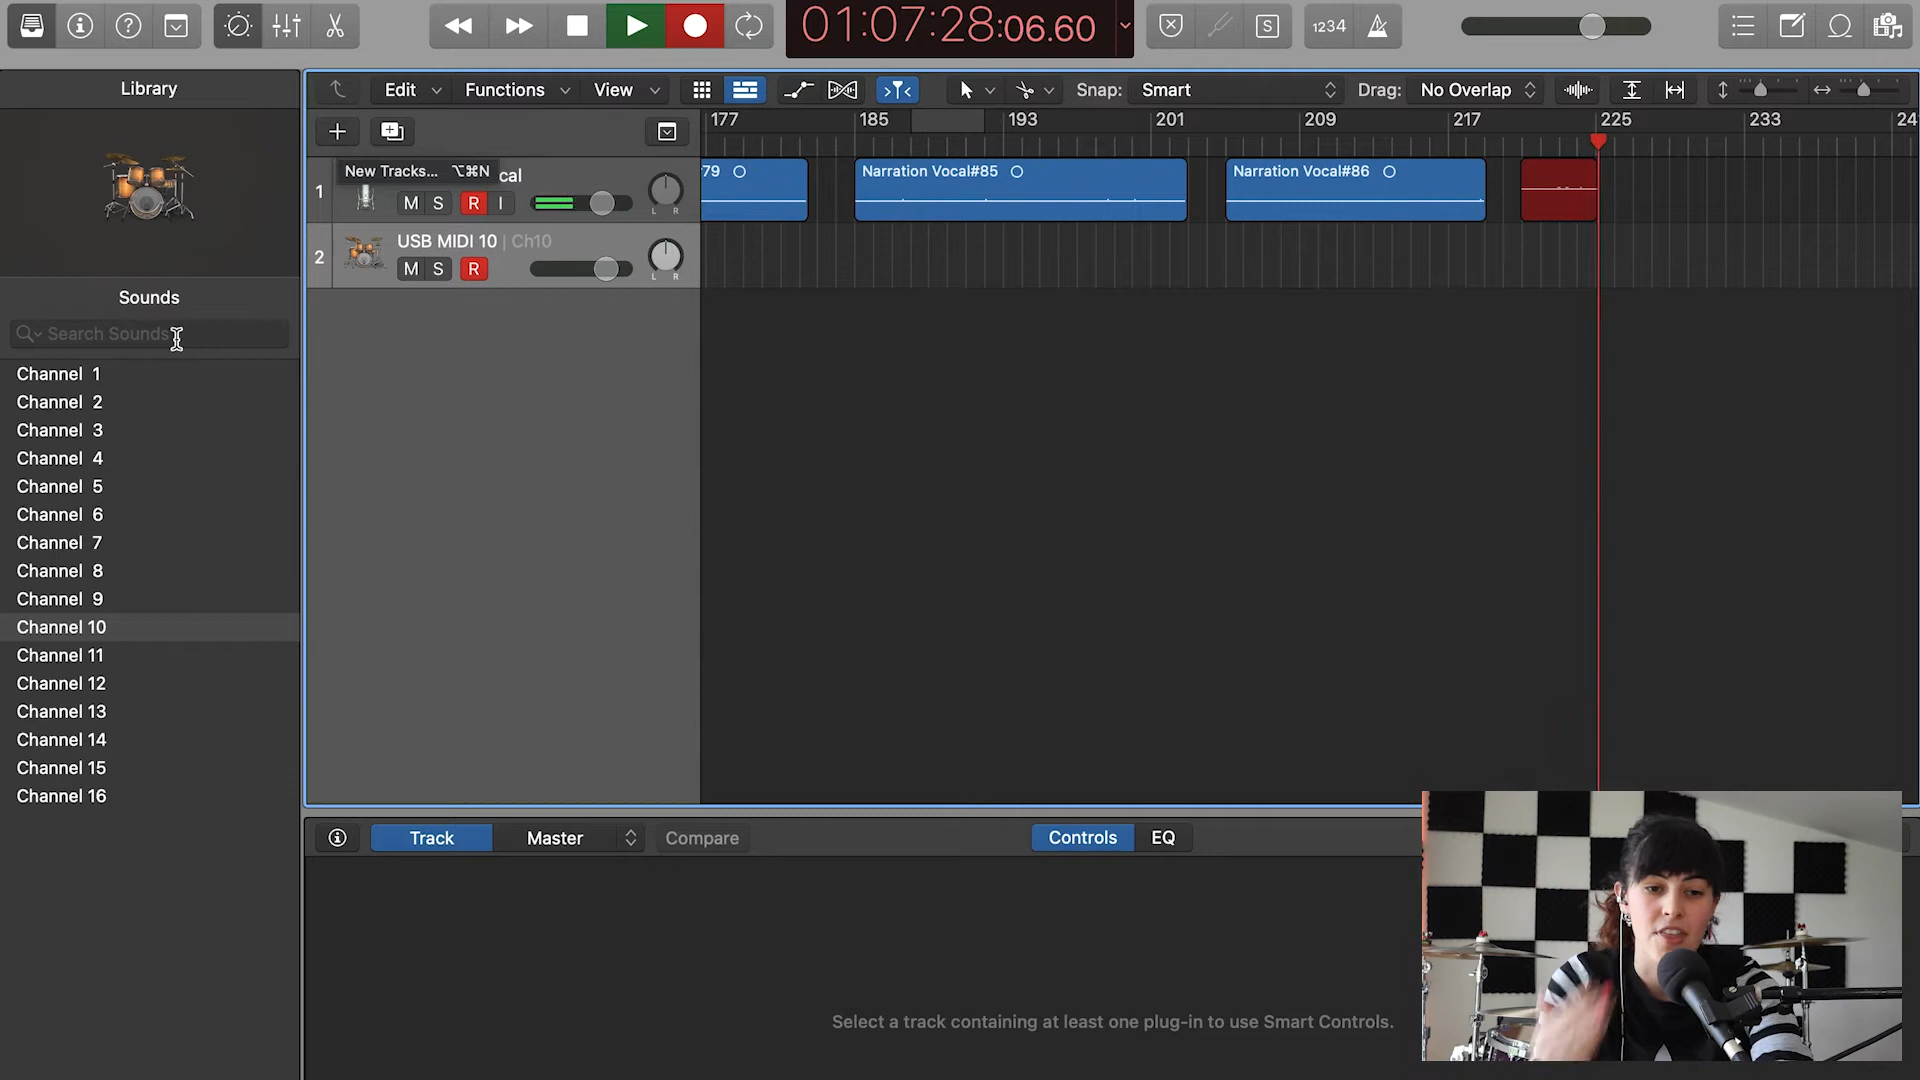 01:07:28:06.60
S
1234
Library
Edit
Functions
View
Snap:
Smart
Drag:
No Overlap
177
185
193
201
209
217
225
233
24
New Tracks... ⌥⌘N
cal
1
M S R I
L R
79
Narration Vocal#85
Narration Vocal#86
USB MIDI 10 | Ch10
2
M S R
L R
Sounds
Search Sounds
Channel 1
Channel 2
Channel 3
Channel 4
Channel 5
Channel 6
Channel 7
Channel 8
Channel 9
Channel 10
Channel 11
Channel 12
Channel 13
Channel 14
Channel 15
Channel 16
Track
Master
Compare
Controls
EQ
Select a track containing at least one plug-in to use Smart Controls.